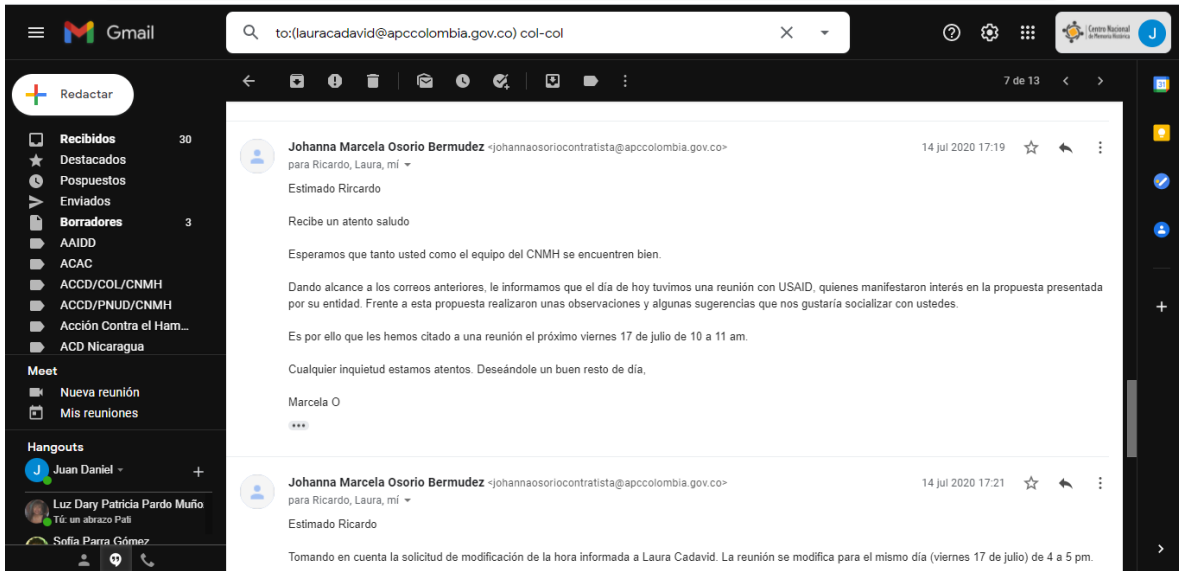 Gmail
to:(lauracadavid@apccolombia.gov.co) col-col
Centro Nacional
de Memoria Histórica
J
Redactar
7 de 13
Recibidos 30
Destacados
Pospuestos
Enviados
Borradores 3
AAIDD
ACAC
ACCD/COL/CNMH
ACCD/PNUD/CNMH
Acción Contra el Ham...
ACD Nicaragua
Meet
Nueva reunión
Mis reuniones
Hangouts
J Juan Daniel
Luz Dary Patricia Pardo Muño
Tú: un abrazo Pati
Sofía Parra Gómez
Johanna Marcela Osorio Bermudez <johannaosoriocontratista@apccolombia.gov.co> 14 jul 2020 17:19
para Ricardo, Laura, mí
Estimado Rircardo
Recibe un atento saludo
Esperamos que tanto usted como el equipo del CNMH se encuentren bien.
Dando alcance a los correos anteriores, le informamos que el día de hoy tuvimos una reunión con USAID, quienes manifestaron interés en la propuesta presentada
por su entidad. Frente a esta propuesta realizaron unas observaciones y algunas sugerencias que nos gustaría socializar con ustedes.
Es por ello que les hemos citado a una reunión el próximo viernes 17 de julio de 10 a 11 am.
Cualquier inquietud estamos atentos. Deseándole un buen resto de día,
Marcela O
Johanna Marcela Osorio Bermudez <johannaosoriocontratista@apccolombia.gov.co> 14 jul 2020 17:21
para Ricardo, Laura, mí
Estimado Ricardo
Tomando en cuenta la solicitud de modificación de la hora informada a Laura Cadavid. La reunión se modifica para el mismo día (viernes 17 de julio) de 4 a 5 pm.
31